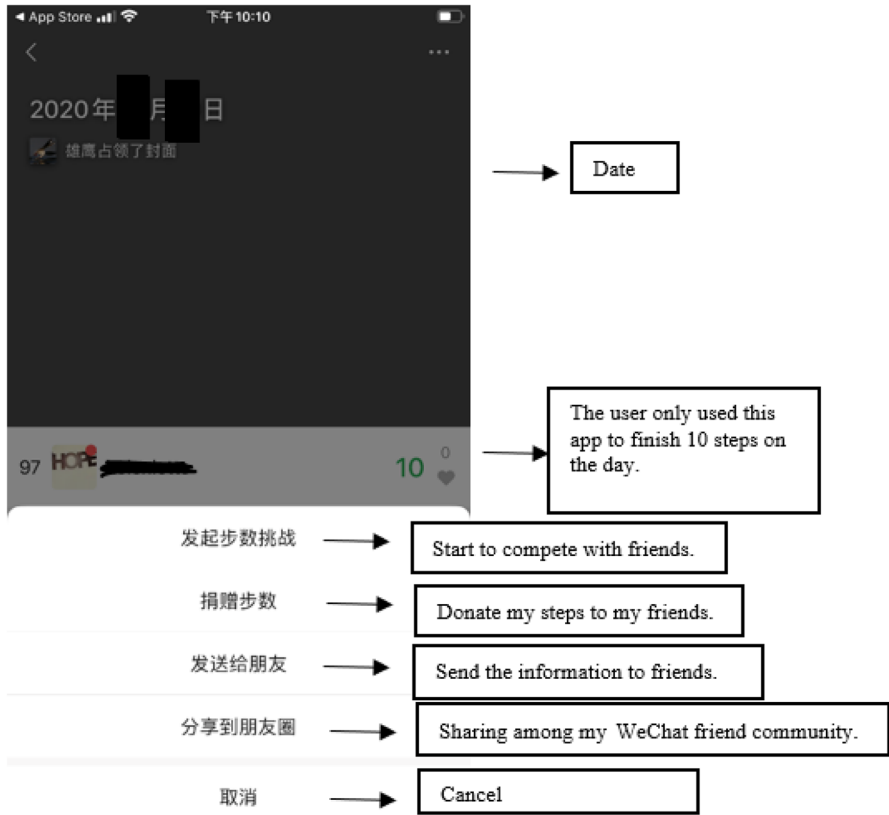 App Store 下午10:10
2020年 月 日
雄鹰占领了封面
Date
The user only used this
app to finish 10 steps on
the day.
97 HOPE 10 0
发起步数挑战
Start to compete with friends.
捐赠步数
Donate my steps to my friends.
发送给朋友
Send the information to friends.
分享到朋友圈
Sharing among my WeChat friend community.
取消
Cancel